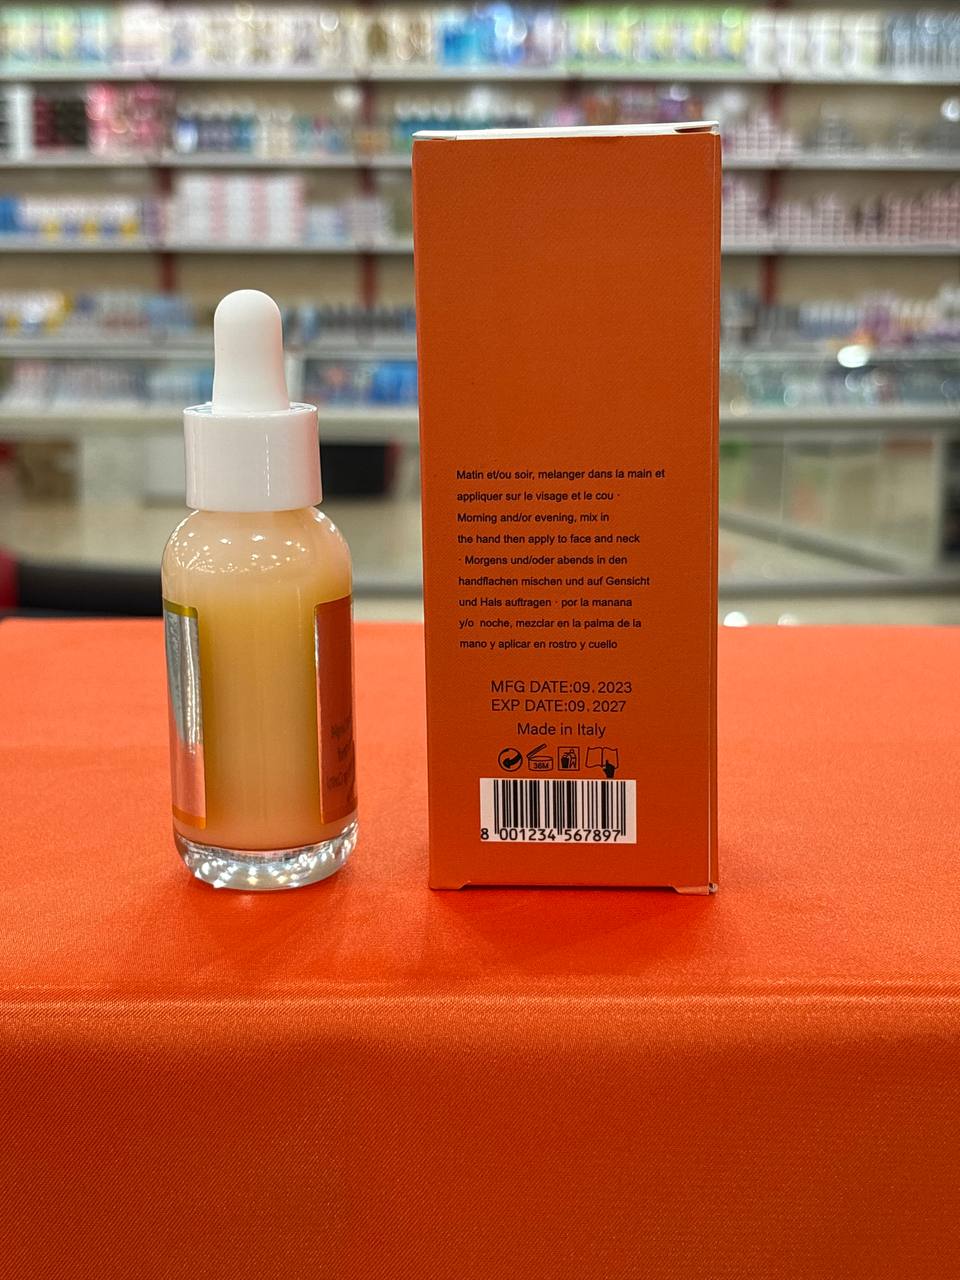 Matin et/ou soir, melanger dans la main et
appliquer sur le visage et le cou ·
Morning and/or evening, mix in
the hand then apply to face and neck
· Morgens und/oder abends in den
handflachen mischen und auf Gensicht
und Hals auftragen · por la manana
y/o noche, mezclar en la palma de la
mano y aplicar en rostro y cuello
MFG DATE:09.2023
EXP DATE:09.2027
Made in Italy
36M
8 001234 567897